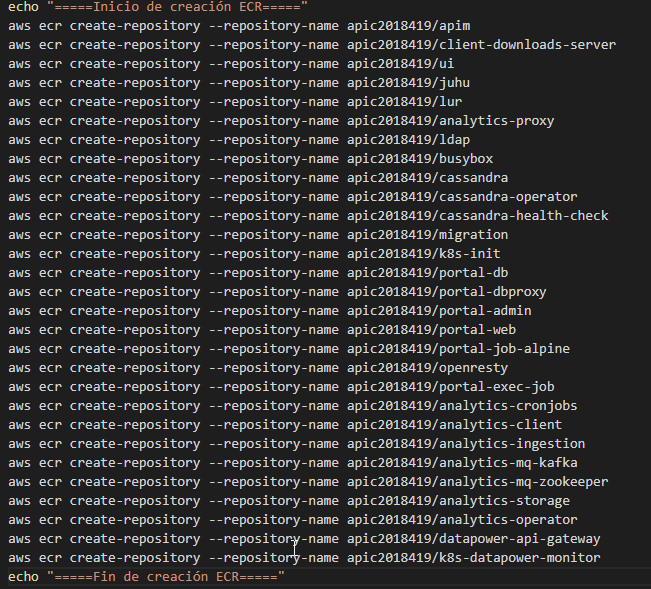 echo "=====Inicio de creación ECR====="
aws ecr create-repository --repository-name apic2018419/apim
aws ecr create-repository --repository-name apic2018419/client-downloads-server
aws ecr create-repository --repository-name apic2018419/ui
aws ecr create-repository --repository-name apic2018419/juhu
aws ecr create-repository --repository-name apic2018419/lur
aws ecr create-repository --repository-name apic2018419/analytics-proxy
aws ecr create-repository --repository-name apic2018419/ldap
aws ecr create-repository --repository-name apic2018419/busybox
aws ecr create-repository --repository-name apic2018419/cassandra
aws ecr create-repository --repository-name apic2018419/cassandra-operator
aws ecr create-repository --repository-name apic2018419/cassandra-health-check
aws ecr create-repository --repository-name apic2018419/migration
aws ecr create-repository --repository-name apic2018419/k8s-init
aws ecr create-repository --repository-name apic2018419/portal-db
aws ecr create-repository --repository-name apic2018419/portal-dbproxy
aws ecr create-repository --repository-name apic2018419/portal-admin
aws ecr create-repository --repository-name apic2018419/portal-web
aws ecr create-repository --repository-name apic2018419/portal-job-alpine
aws ecr create-repository --repository-name apic2018419/openresty
aws ecr create-repository --repository-name apic2018419/portal-exec-job
aws ecr create-repository --repository-name apic2018419/analytics-cronjobs
aws ecr create-repository --repository-name apic2018419/analytics-client
aws ecr create-repository --repository-name apic2018419/analytics-ingestion
aws ecr create-repository --repository-name apic2018419/analytics-mq-kafka
aws ecr create-repository --repository-name apic2018419/analytics-mq-zookeeper
aws ecr create-repository --repository-name apic2018419/analytics-storage
aws ecr create-repository --repository-name apic2018419/analytics-operator
aws ecr create-repository --repository-name apic2018419/datapower-api-gateway
aws ecr create-repository --repository-name apic2018419/k8s-datapower-monitor
echo "=====Fin de creación ECR====="